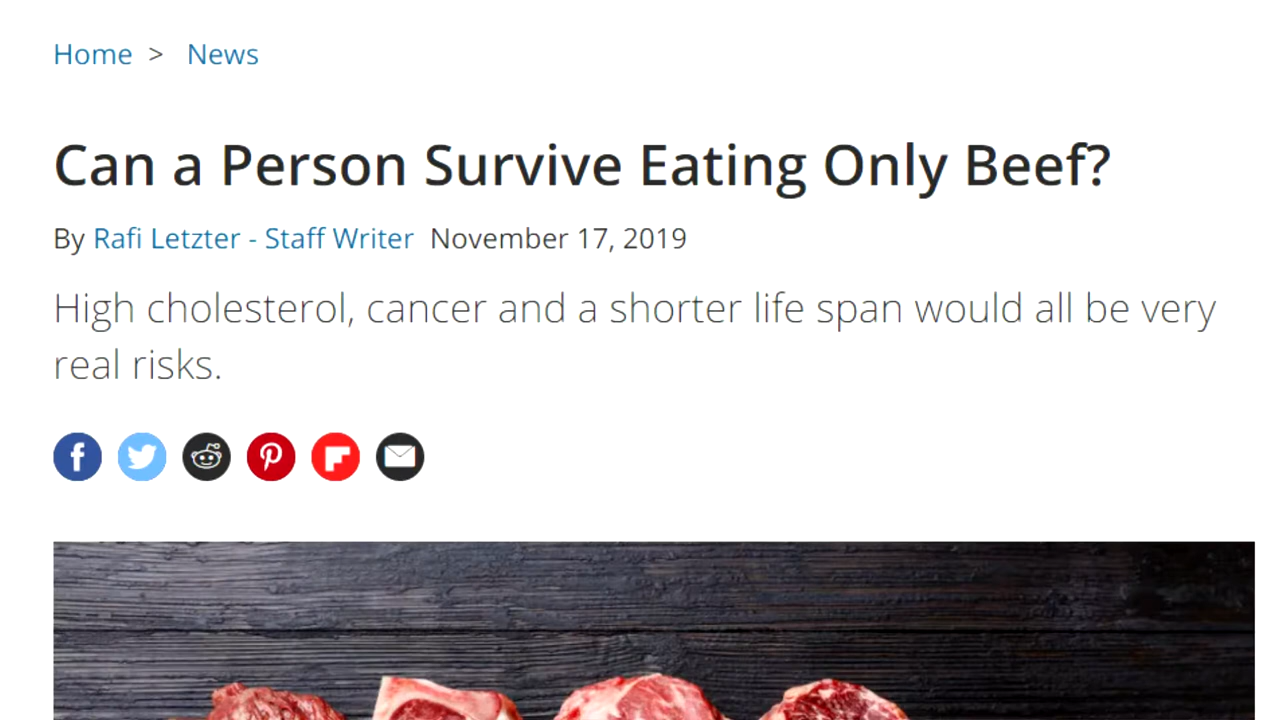 Home > News
Can a Person Survive Eating Only Beef?
By Rafi Letzter - Staff Writer November 17, 2019
High cholesterol, cancer and a shorter life span would all be very
real risks.